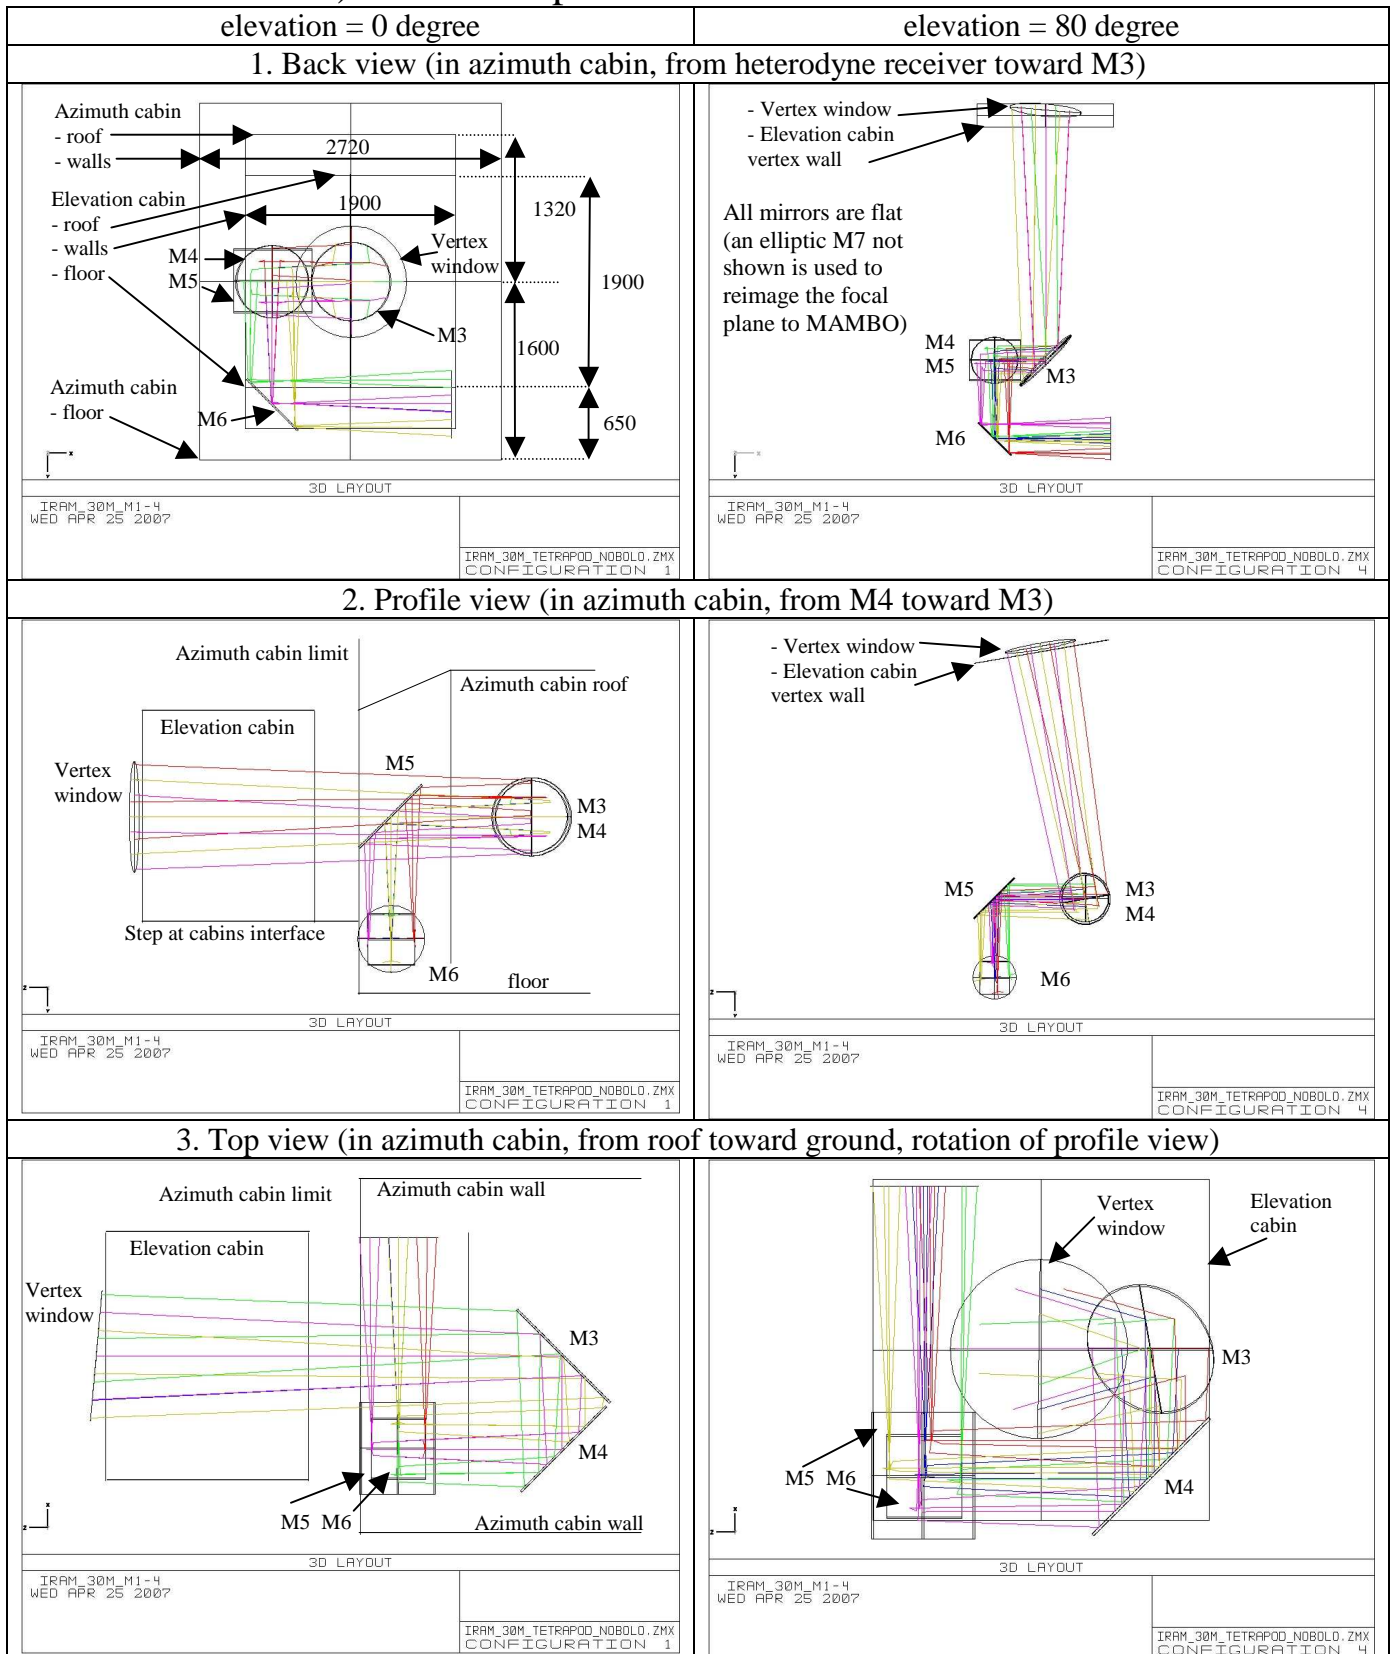 elevation = 0 degree
elevation = 80 degree
1. Back view (in azimuth cabin, from heterodyne receiver toward M3)
Azimuth cabin
- roof
- walls
2720
Elevation cabin
- roof
- walls
- floor
1900
1320
M4
M5
Vertex
window
1900
M3
1600
Azimuth cabin
- floor
M6
650
x
Y
3D LAYOUT
IRAM_30M_M1-4
WED APR 25 2007
IRAM_30M_TETRAPOD_NOBOLO.ZMX
CONFIGURATION 1
- Vertex window
- Elevation cabin
vertex wall
All mirrors are flat
(an elliptic M7 not
shown is used to
reimage the focal
plane to MAMBO)
M4
M5
M3
M6
x
Y
3D LAYOUT
IRAM_30M_M1-4
WED APR 25 2007
IRAM_30M_TETRAPOD_NOBOLO.ZMX
CONFIGURATION 4
2. Profile view (in azimuth cabin, from M4 toward M3)
Azimuth cabin limit
Azimuth cabin roof
Elevation cabin
M5
Vertex
window
M3
M4
Step at cabins interface
M6
floor
z
Y
3D LAYOUT
IRAM_30M_M1-4
WED APR 25 2007
IRAM_30M_TETRAPOD_NOBOLO.ZMX
CONFIGURATION 1
- Vertex window
- Elevation cabin
vertex wall
M5
M3
M4
M6
z
Y
3D LAYOUT
IRAM_30M_M1-4
WED APR 25 2007
IRAM_30M_TETRAPOD_NOBOLO.ZMX
CONFIGURATION 4
3. Top view (in azimuth cabin, from roof toward ground, rotation of profile view)
Azimuth cabin limit
Azimuth cabin wall
Elevation cabin
Vertex
window
M3
M4
M5 M6
Azimuth cabin wall
x
z
3D LAYOUT
IRAM_30M_M1-4
WED APR 25 2007
IRAM_30M_TETRAPOD_NOBOLO.ZMX
CONFIGURATION 1
Vertex
window
Elevation
cabin
M3
M5 M6
M4
x
z
3D LAYOUT
IRAM_30M_M1-4
WED APR 25 2007
IRAM_30M_TETRAPOD_NOBOLO.ZMX
CONFIGURATION 4